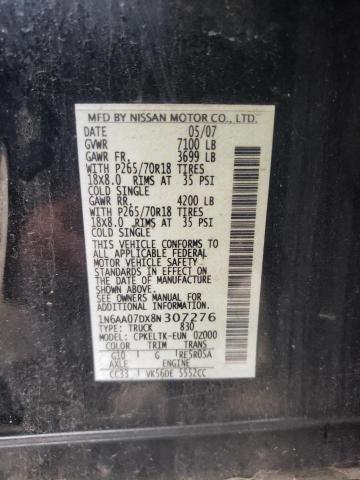 MFD BY NISSAN MOTOR CO., LTD.
DATE 05/07
GVWR 7100 LB
GAWR FR. 3699 LB
WITH P265/70R18 TIRES
18X8.0 RIMS AT 35 PSI
COLD SINGLE
GAWR RR. 4200 LB
WITH P265/70R18 TIRES
18X8.0 RIMS AT 35 PSI
COLD SINGLE
THIS VEHICLE CONFORMS TO
ALL APPLICABLE FEDERAL
MOTOR VEHICLE SAFETY
STANDARDS IN EFFECT ON
THE DATE OF MANUFACTURE
SHOWN ABOVE.
SEE OWNERS MANUAL FOR
ADDITIONAL INFORMATION
1N6AA07DX8N307276
TYPE: TRUCK 830
MODEL: CPKELTK-EUN 02000
COLOR TRIM TRANS
G10 G RE5R05A
AXLE ENGINE
CC33 VK56DE 5552CC